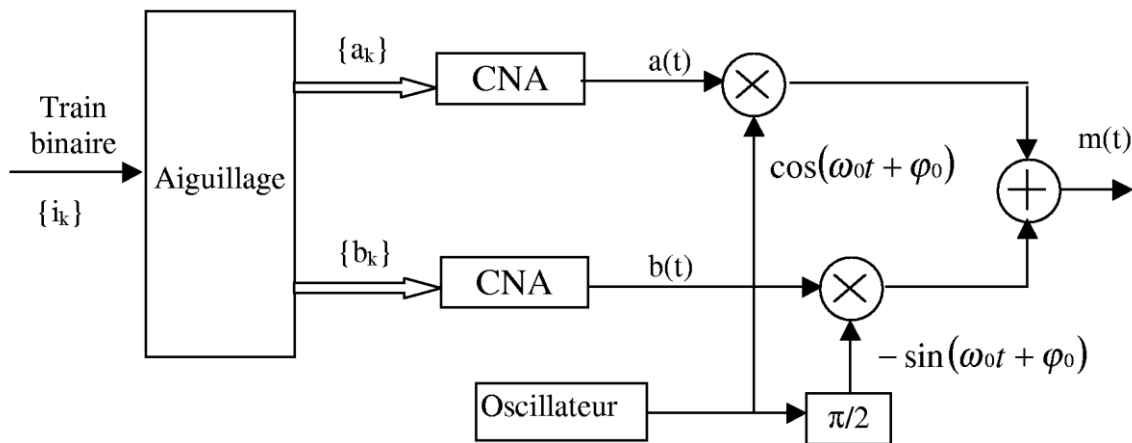 Train
binaire
{iₖ}
Aiguillage
{aₖ}
CNA
a(t)
cos(ω₀t + φ₀)
m(t)
{bₖ}
CNA
b(t)
− sin(ω₀t + φ₀)
Oscillateur
π/2